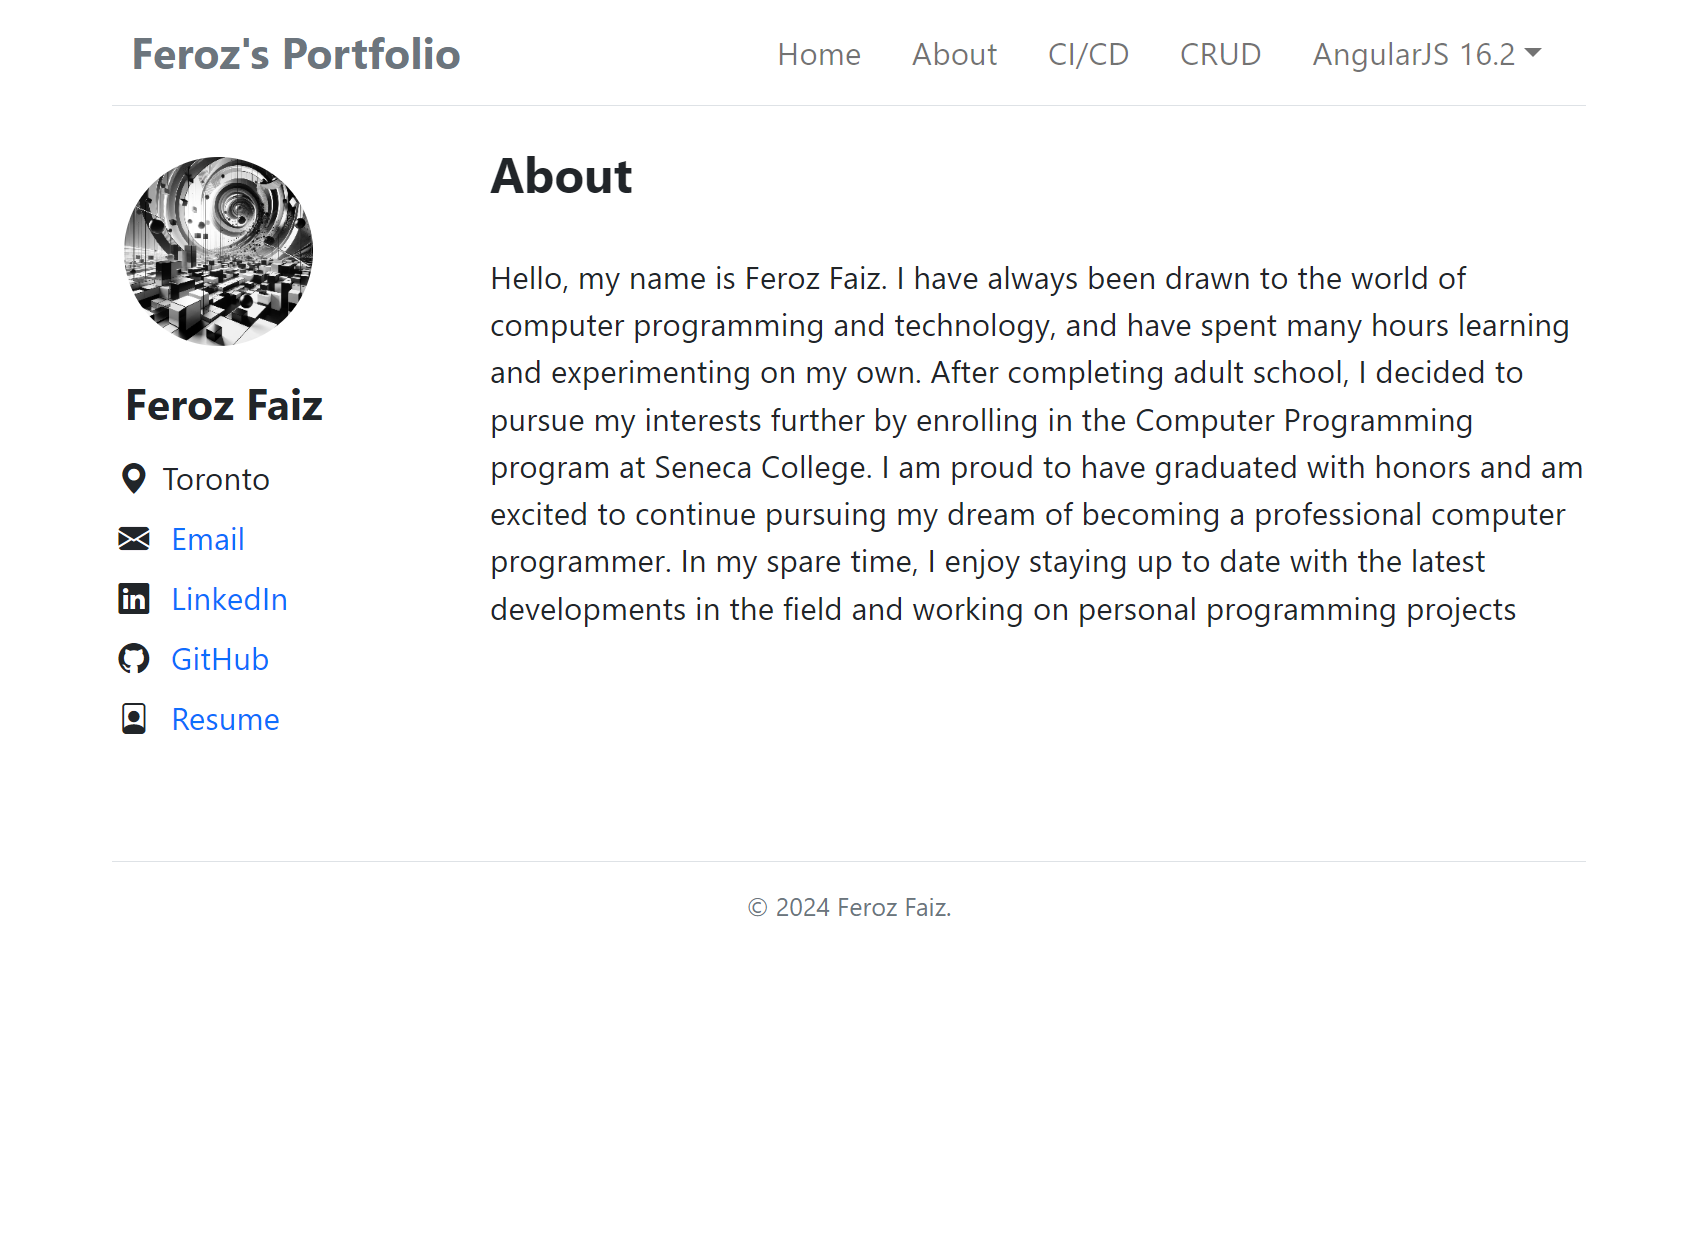 Feroz's Portfolio
Home About CI/CD CRUD AngularJS 16.2
Feroz Faiz
Toronto
Email
LinkedIn
GitHub
Resume
About
Hello, my name is Feroz Faiz. I have always been drawn to the world of
computer programming and technology, and have spent many hours learning
and experimenting on my own. After completing adult school, I decided to
pursue my interests further by enrolling in the Computer Programming
program at Seneca College. I am proud to have graduated with honors and am
excited to continue pursuing my dream of becoming a professional computer
programmer. In my spare time, I enjoy staying up to date with the latest
developments in the field and working on personal programming projects
© 2024 Feroz Faiz.